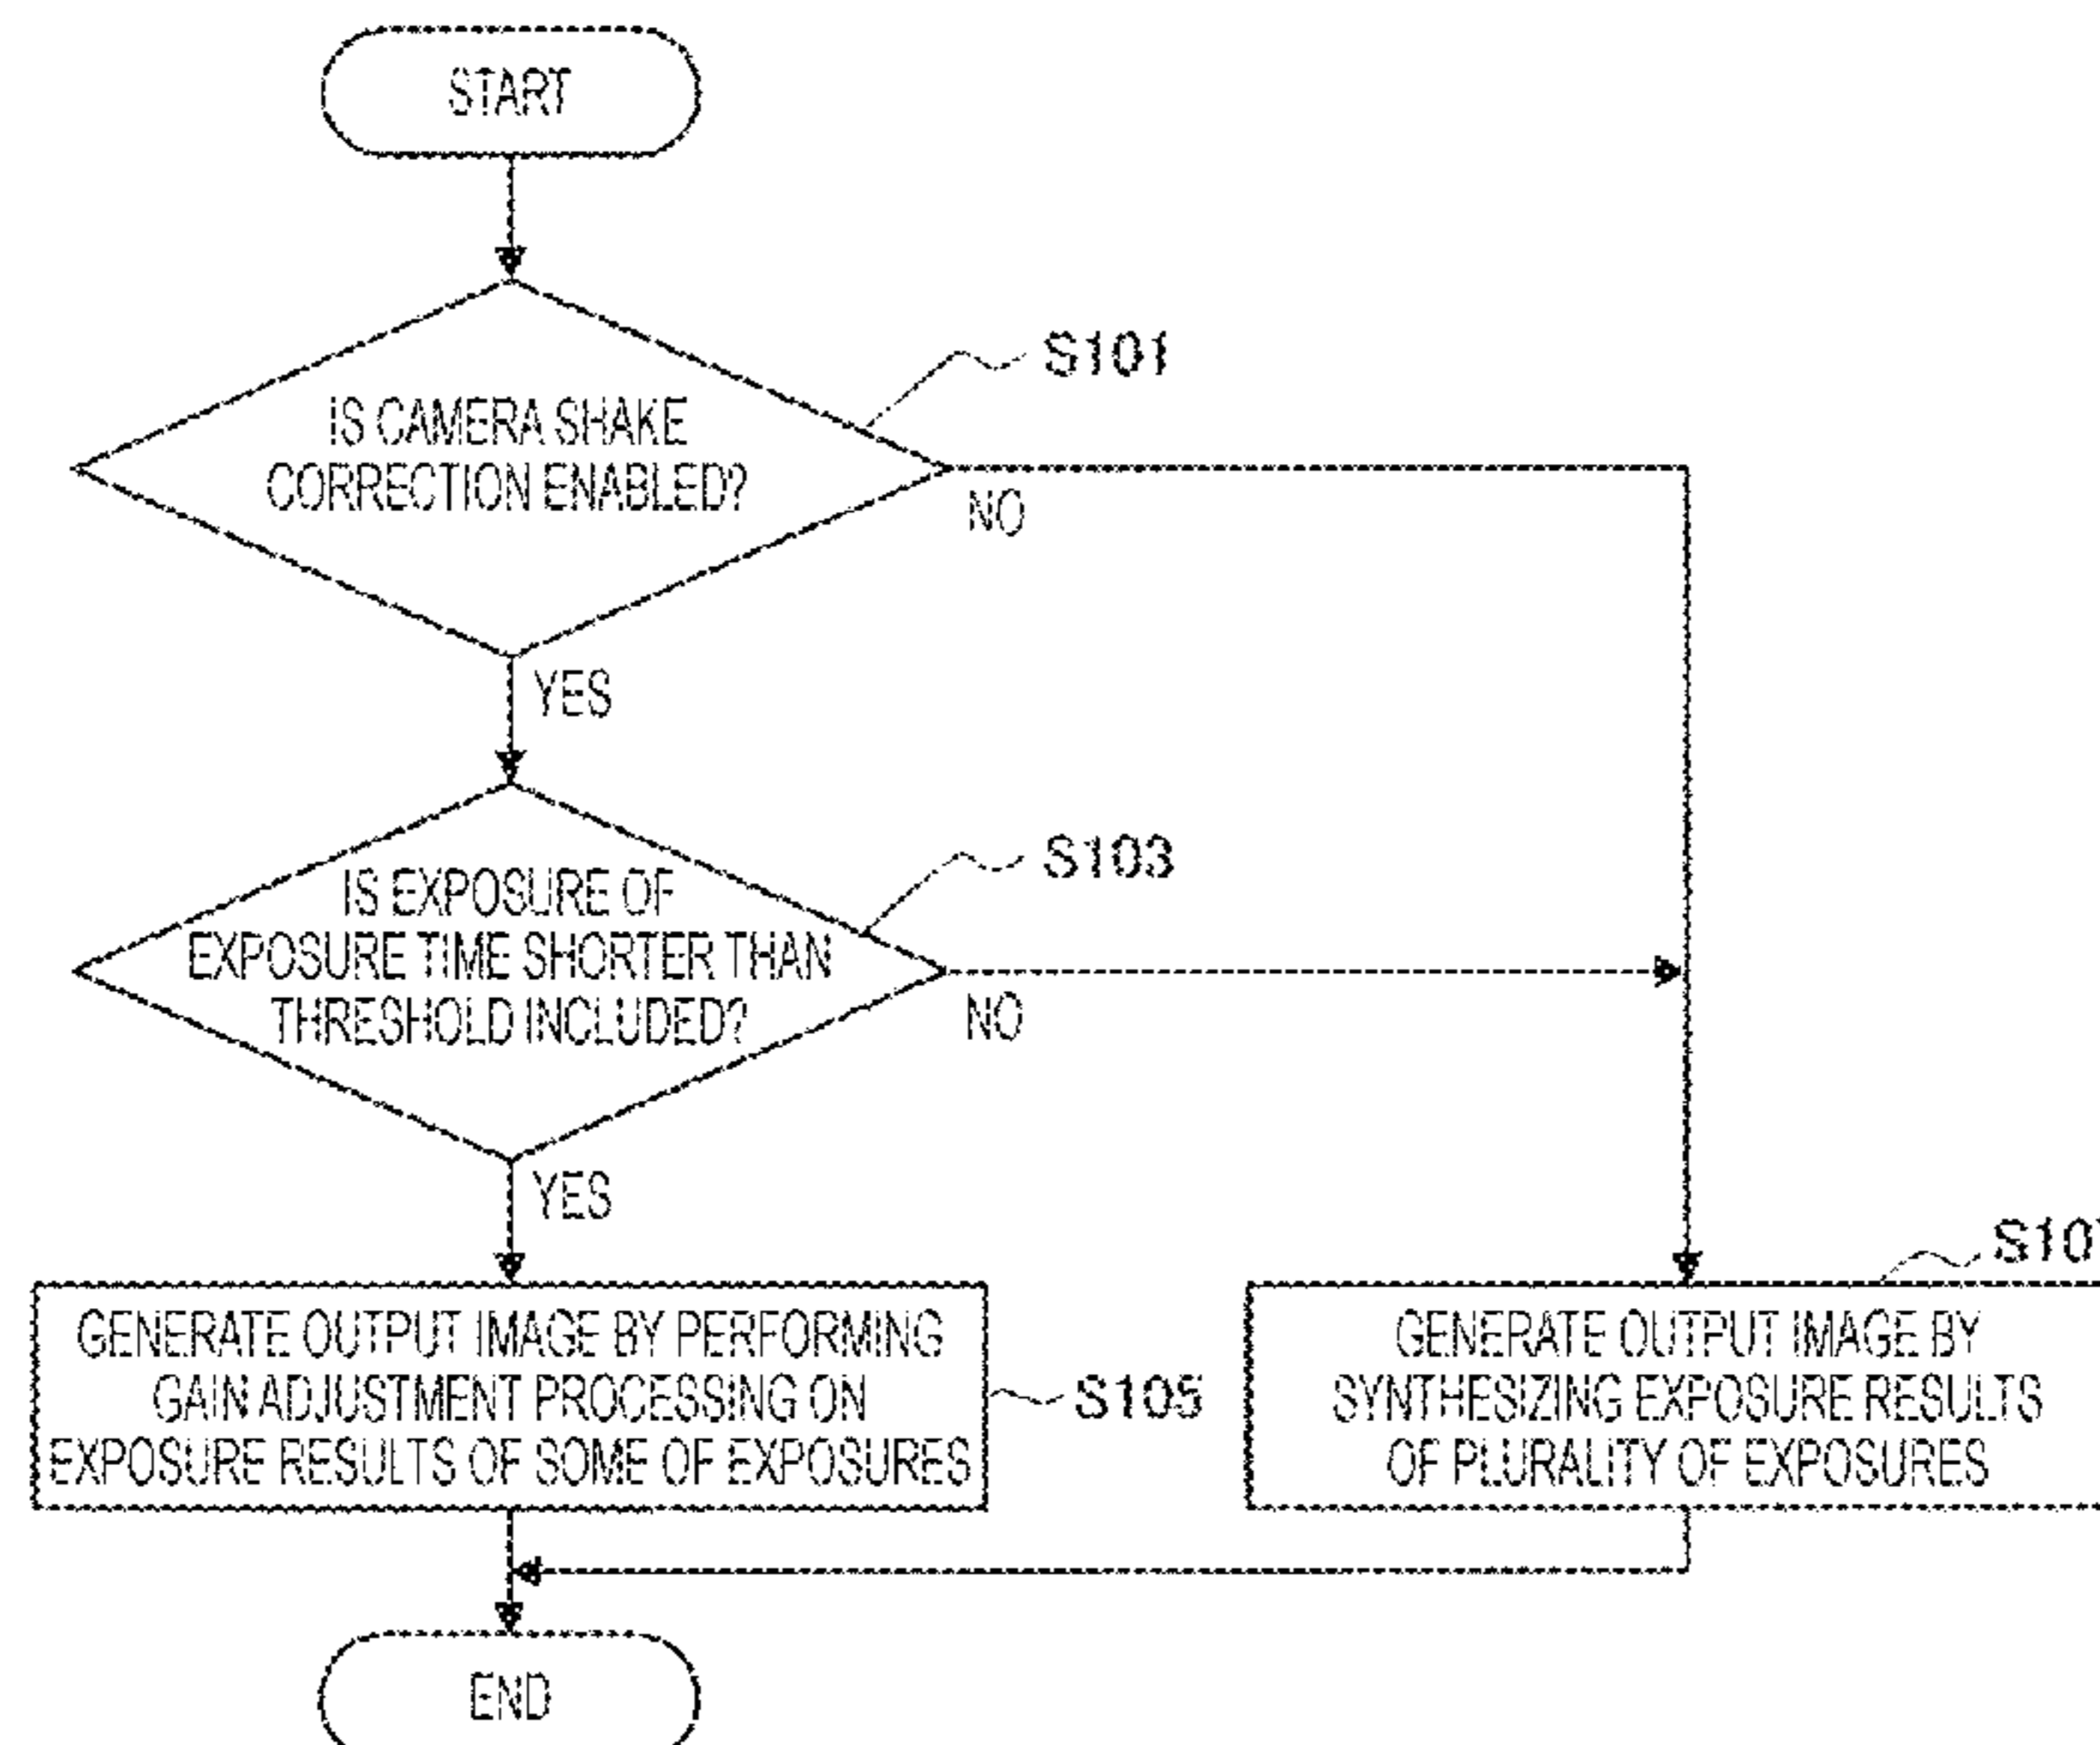 START
S101
IS CAMERA SHAKE
CORRECTION ENABLED?
NO
YES
S103
IS EXPOSURE OF
EXPOSURE TIME SHORTER THAN
THRESHOLD INCLUDED?
NO
YES
GENERATE OUTPUT IMAGE BY PERFORMING
GAIN ADJUSTMENT PROCESSING ON
EXPOSURE RESULTS OF SOME OF EXPOSURES
S105
GENERATE OUTPUT IMAGE BY
SYNTHESIZING EXPOSURE RESULTS
OF PLURALITY OF EXPOSURES
END